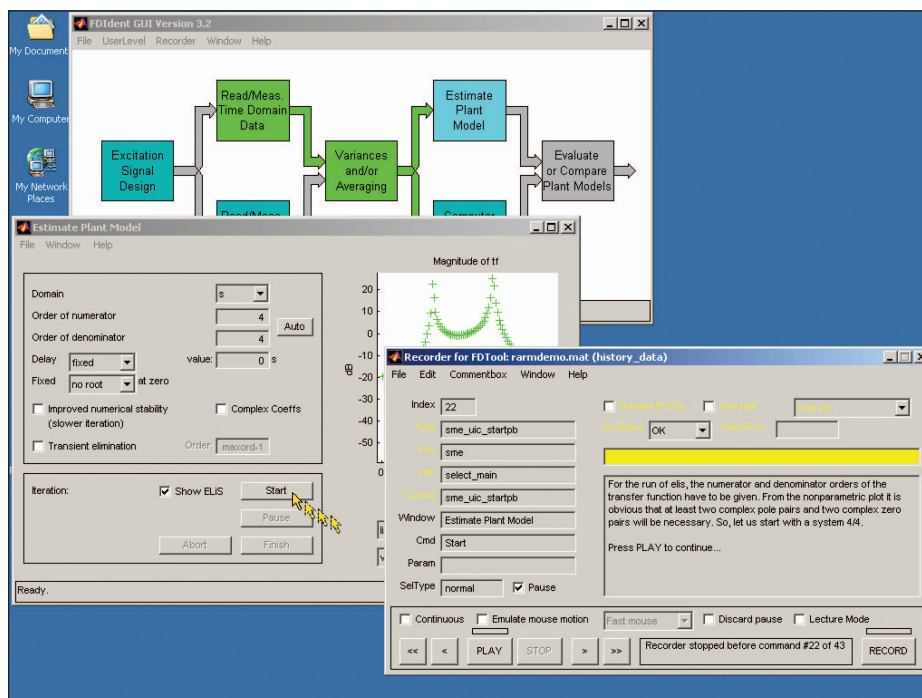 FDIdent GUI Version 3.2
File UserLevel Recorder Window Help
My Document
My Computer
My Network
Places
Read/Meas.
Time Domain
Data
Estimate
Plant
Model
Excitation
Signal
Design
Variances
and/or
Averaging
Evaluate
or Compare
Plant Models
Read/Meas.
Computer
Estimate Plant Model
File Window Help
Domain s
Order of numerator 4
Order of denominator 4
Auto
Delay fixed value: 0 s
Fixed no root at zero
Improved numerical stability
(slower iteration)
Complex Coeffs
Transient elimination Order: maxord-1
Iteration: Show ELiS Start
Pause
Abort Finish
Ready.
Magnitude of tf
20
10
0
-10
-20
-30
-40
-50
dB
0
Recorder for FDTool: rarmdemo.mat (history_data)
File Edit Commentbox Window Help
Index 22
sme_uic_startpb
sme
select_main
sme_uic_startpb
Window Estimate Plant Model
Cmd Start
Param
SelType normal Pause
OK
For the run of elis, the numerator and denominator orders of the
transfer function have to be given. From the nonparametric plot it is
obvious that at least two complex pole pairs and two complex zero
pairs will be necessary. So, let us start with a system 4/4.
Press PLAY to continue...
Continuous Emulate mouse motion Fast mouse Discard pause Lecture Mode
<< < PLAY STOP > >> Recorder stopped before command #22 of 43 RECORD